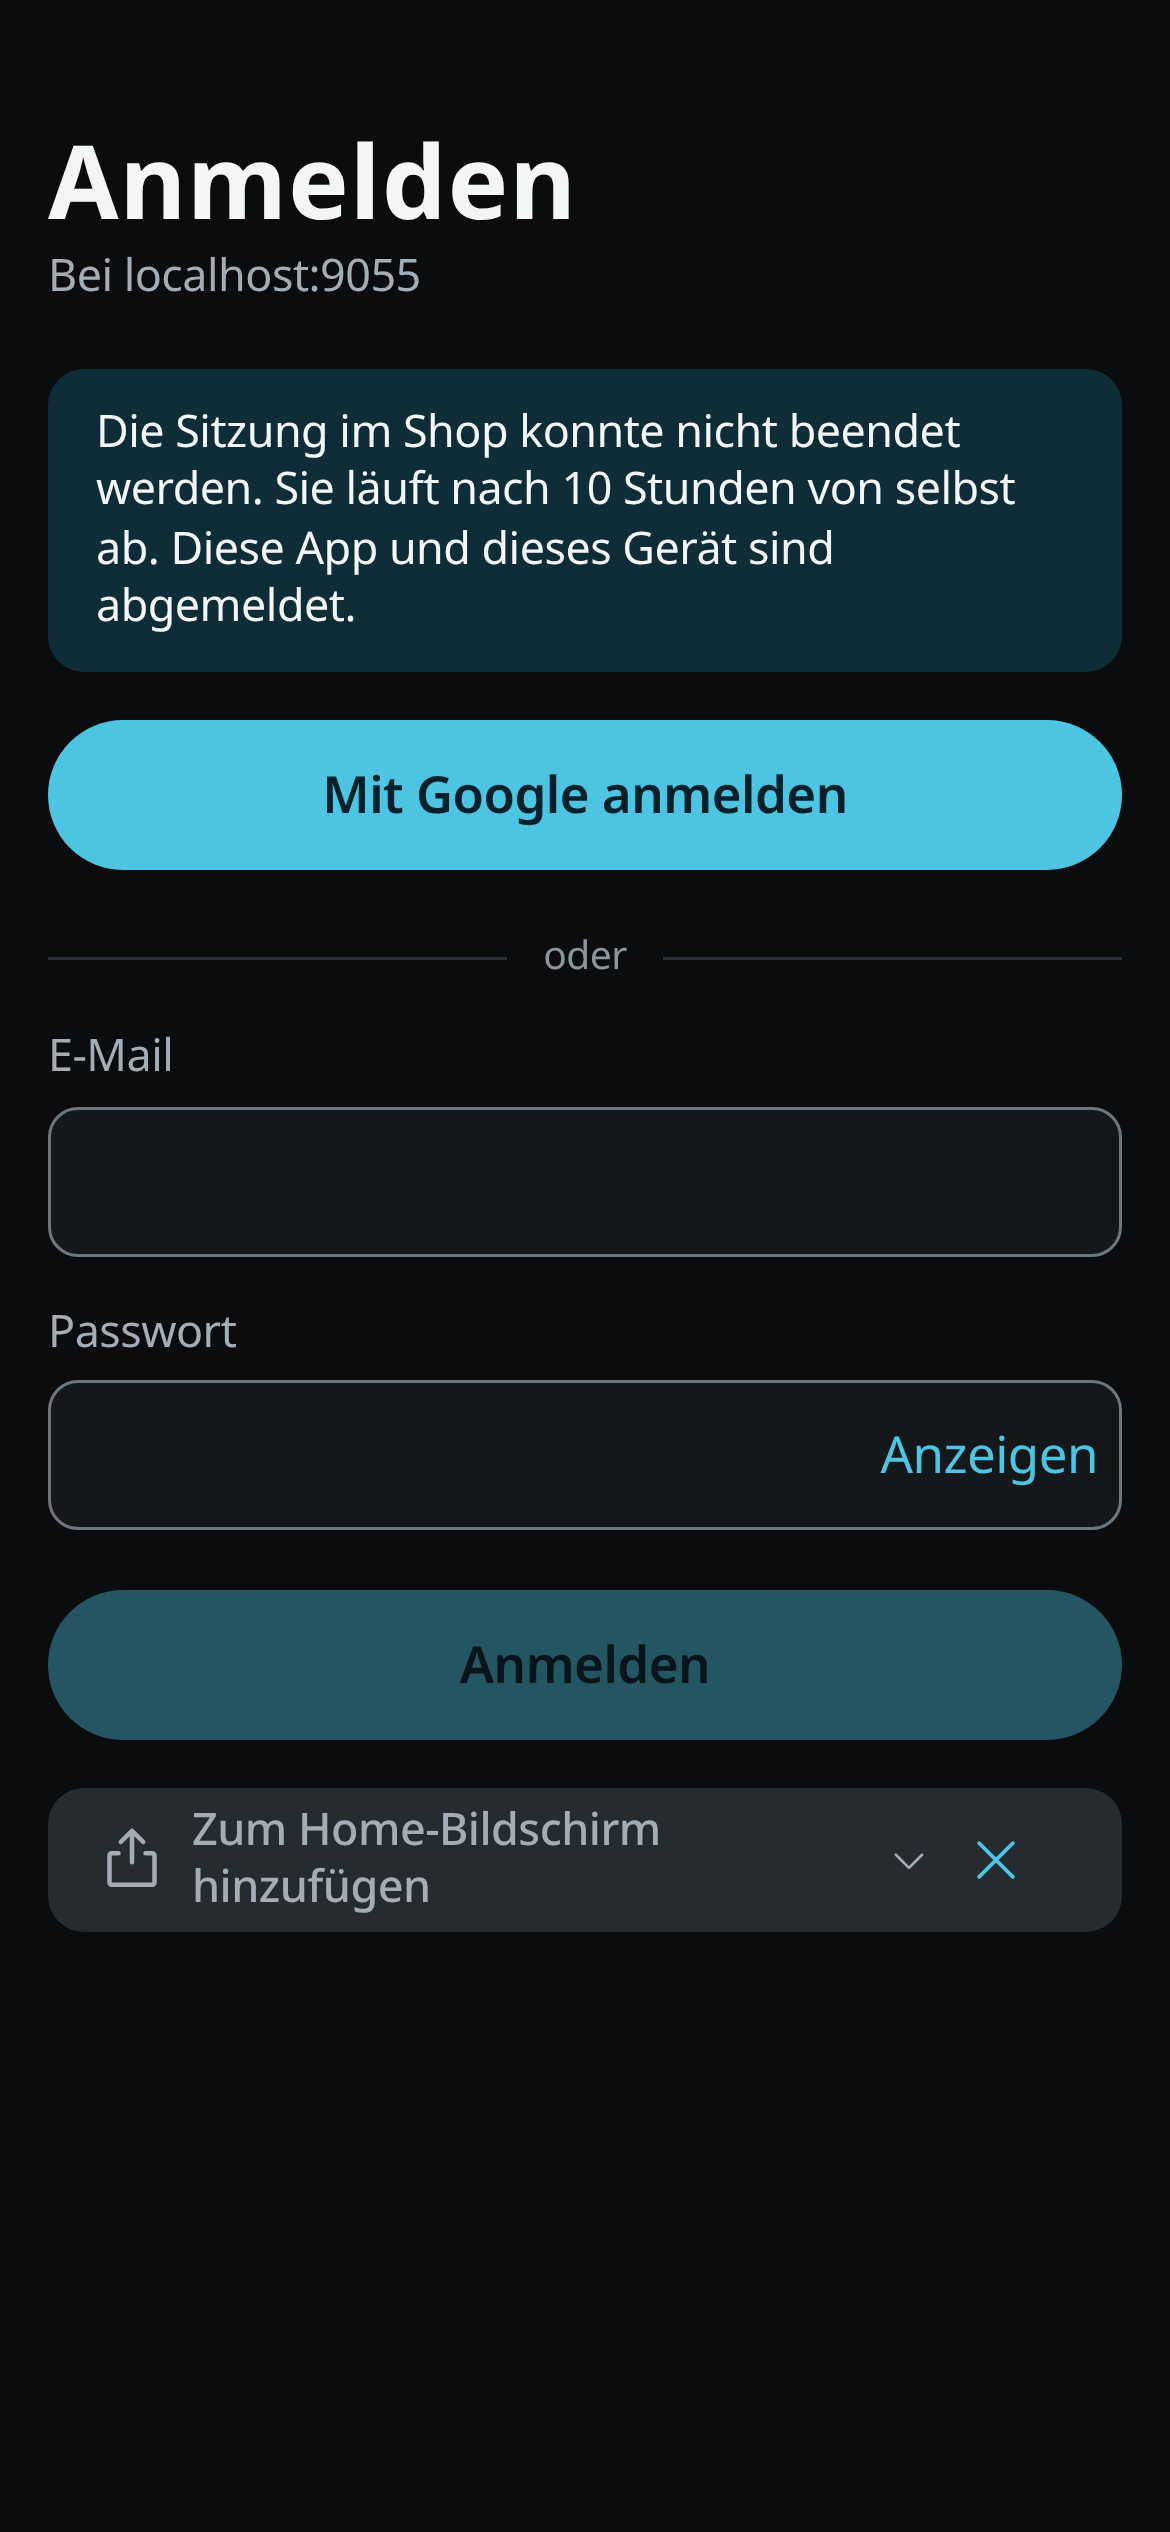 Anmelden
Bei localhost:9055
Die Sitzung im Shop konnte nicht beendet
werden. Sie läuft nach 10 Stunden von selbst
ab. Diese App und dieses Gerät sind
abgemeldet.
Mit Google anmelden
oder
E-Mail
Passwort
Anzeigen
Anmelden
Zum Home-Bildschirm
hinzufügen